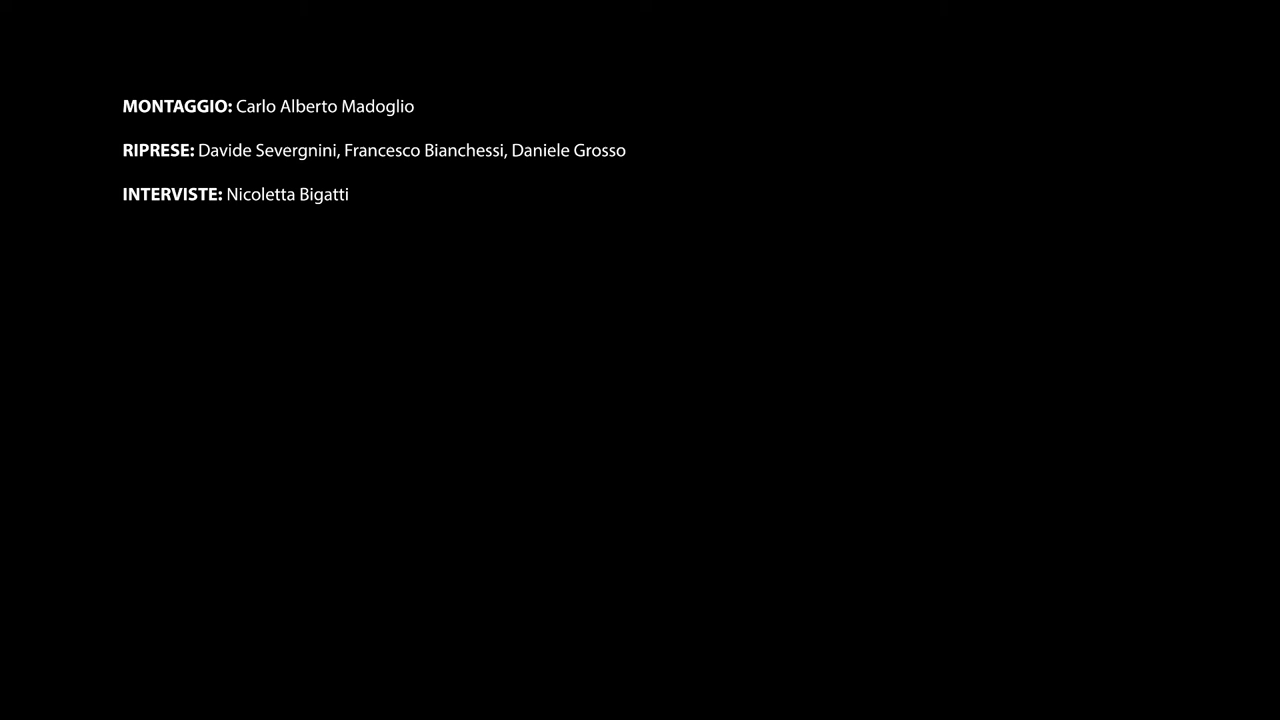 MONTAGGIO: Carlo Alberto Madoglio
RIPRESE: Davide Severgnini, Francesco Bianchessi, Daniele Grosso
INTERVISTE: Nicoletta Bigatti